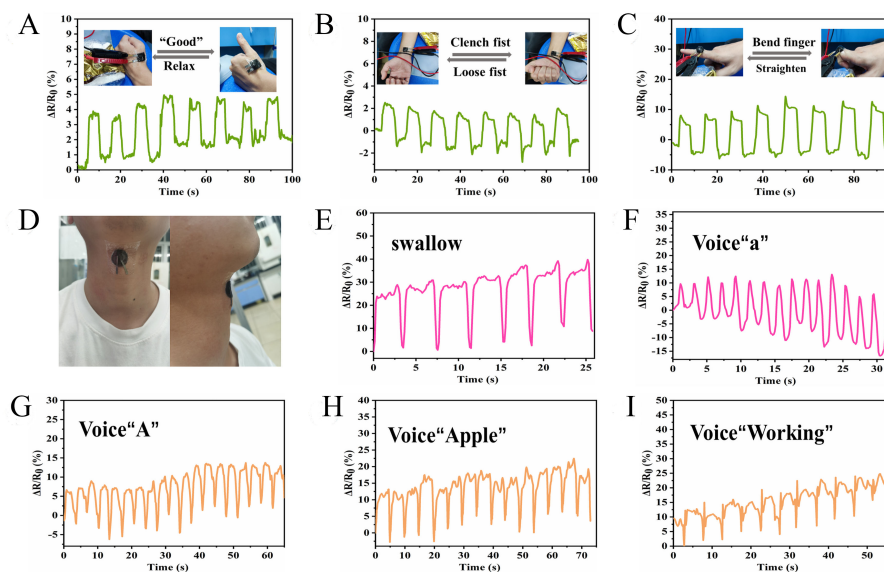 A
"Good"
Relax
ΔR/R0 (%)
10
9
8
7
6
5
4
3
2
1
0
0 20 40 60 80 100
Time (s)
B
Clench fist
Loose fist
ΔR/R0 (%)
10
8
6
4
2
0
-2
0 20 40 60 80 100
Time (s)
C
Bend finger
Straighten
ΔR/R0 (%)
40
30
20
10
0
-10
0 20 40 60 80
Time (s)
D
E
swallow
ΔR/R0 (%)
60
50
40
30
20
10
0
0 5 10 15 20 25
Time (s)
F
Voice"a"
ΔR/R0 (%)
35
30
25
20
15
10
5
0
-5
-10
-15
0 5 10 15 20 25 30
Time (s)
G
Voice"A"
ΔR/R0 (%)
30
25
20
15
10
5
0
-5
0 10 20 30 40 50 60
Time (s)
H
Voice"Apple"
ΔR/R0 (%)
40
35
30
25
20
15
10
5
0
0 10 20 30 40 50 60 70
Time (s)
I
Voice"Working"
ΔR/R0 (%)
50
45
40
35
30
25
20
15
10
5
0
0 10 20 30 40 50
Time (s)